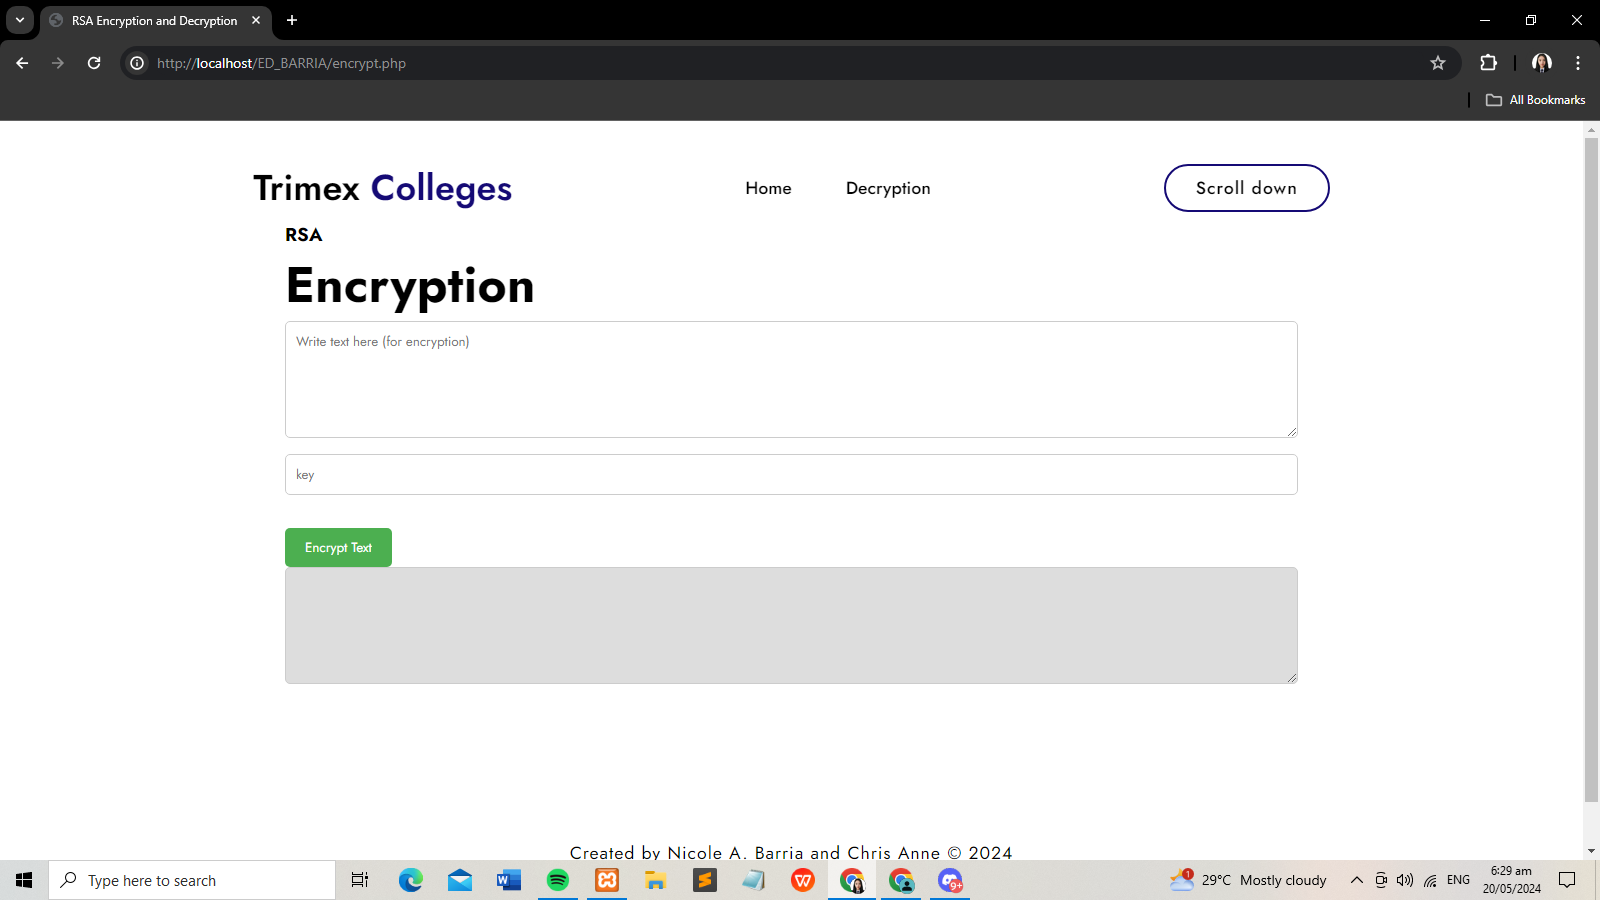 RSA Encryption and Decryption
http://localhost/ED_BARRIA/encrypt.php
All Bookmarks
Trimex Colleges
Home
Decryption
Scroll down
RSA
Encryption
Write text here (for encryption)
key
Encrypt Text
Created by Nicole A. Barria and Chris Anne © 2024
Type here to search
W
W
9+
1
29°C Mostly cloudy
ENG
6:29 am
20/05/2024